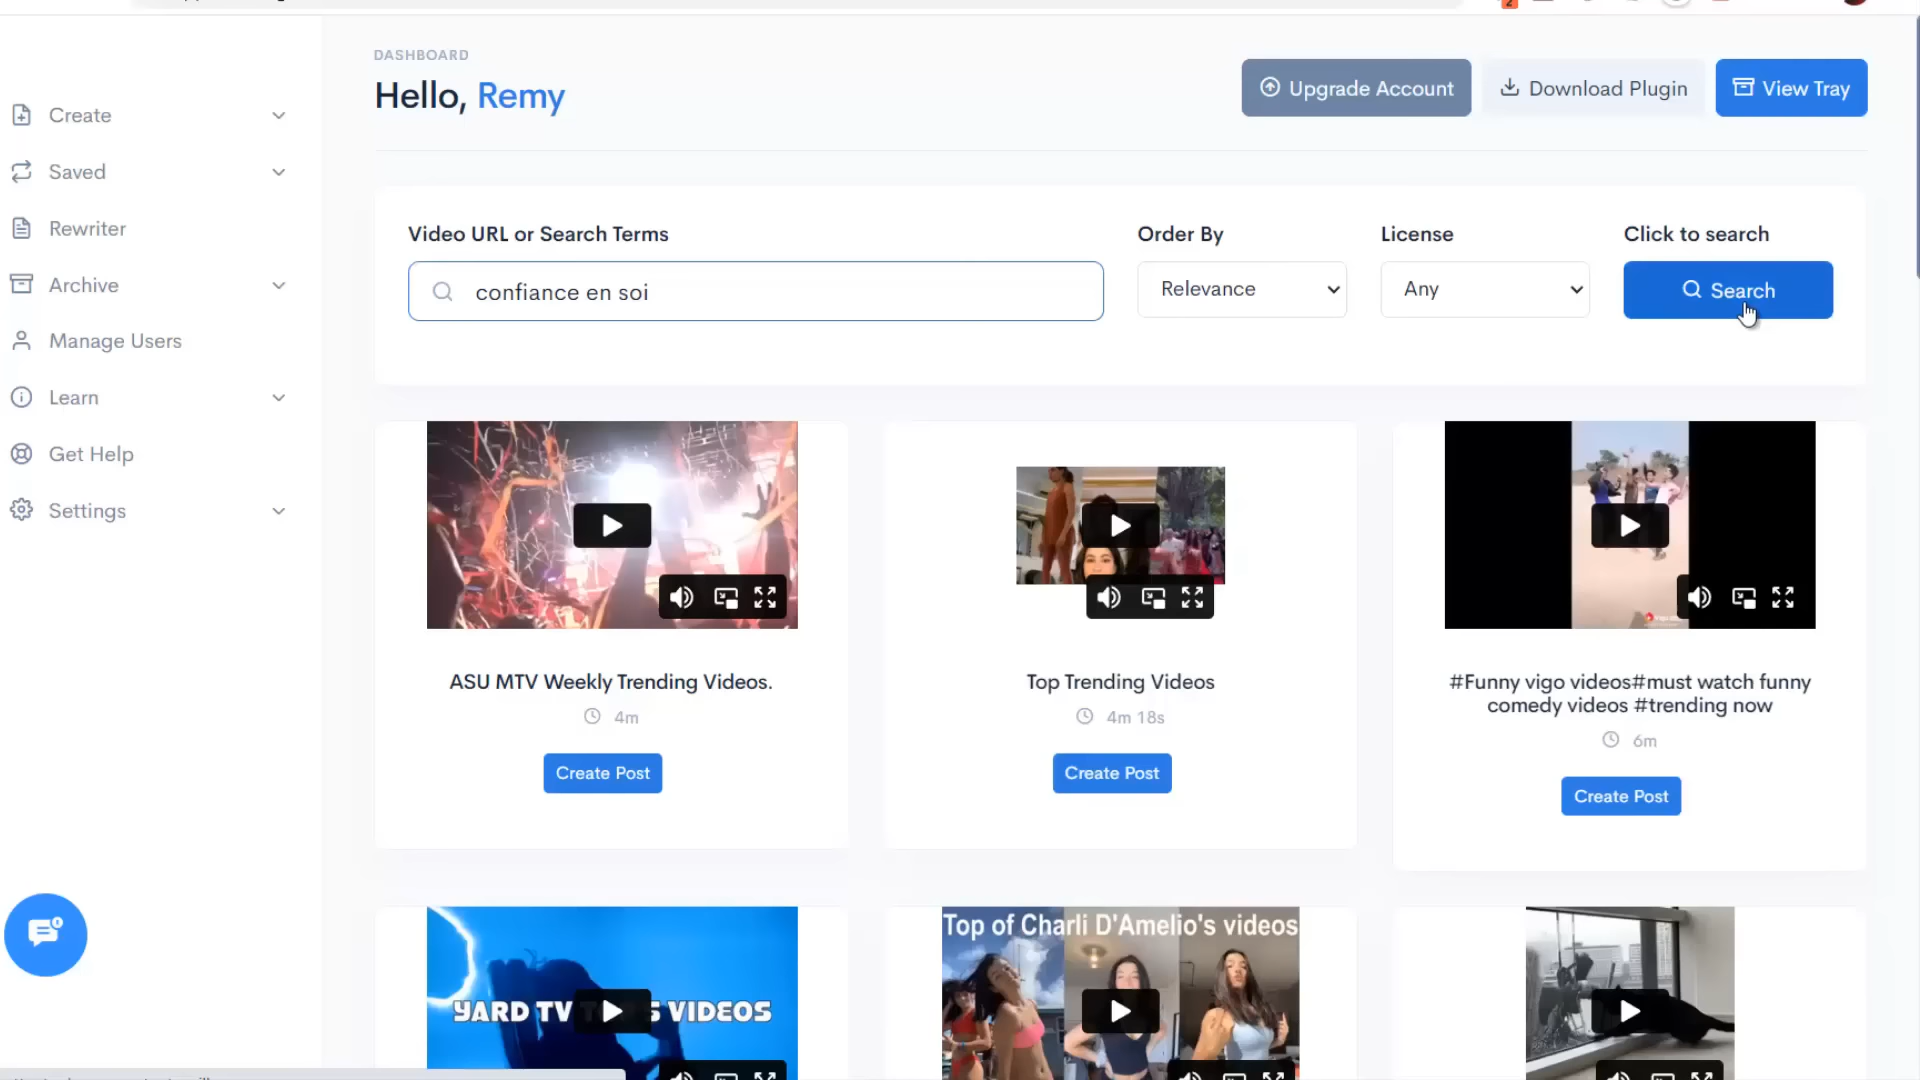 2
DASHBOARD
Hello, Remy
Upgrade Account
Download Plugin
View Tray
Create
Saved
Rewriter
Archive
Manage Users
Learn
Get Help
Settings
Video URL or Search Terms
confiance en soi
Order By
Relevance
License
Any
Click to search
Search
ASU MTV Weekly Trending Videos.
4m
Create Post
Top Trending Videos
4m 18s
Create Post
#Funny vigo videos#must watch funny
comedy videos #trending now
6m
Create Post
YARD TV T 5 VIDEOS
Top of Charli D'Amelio's videos